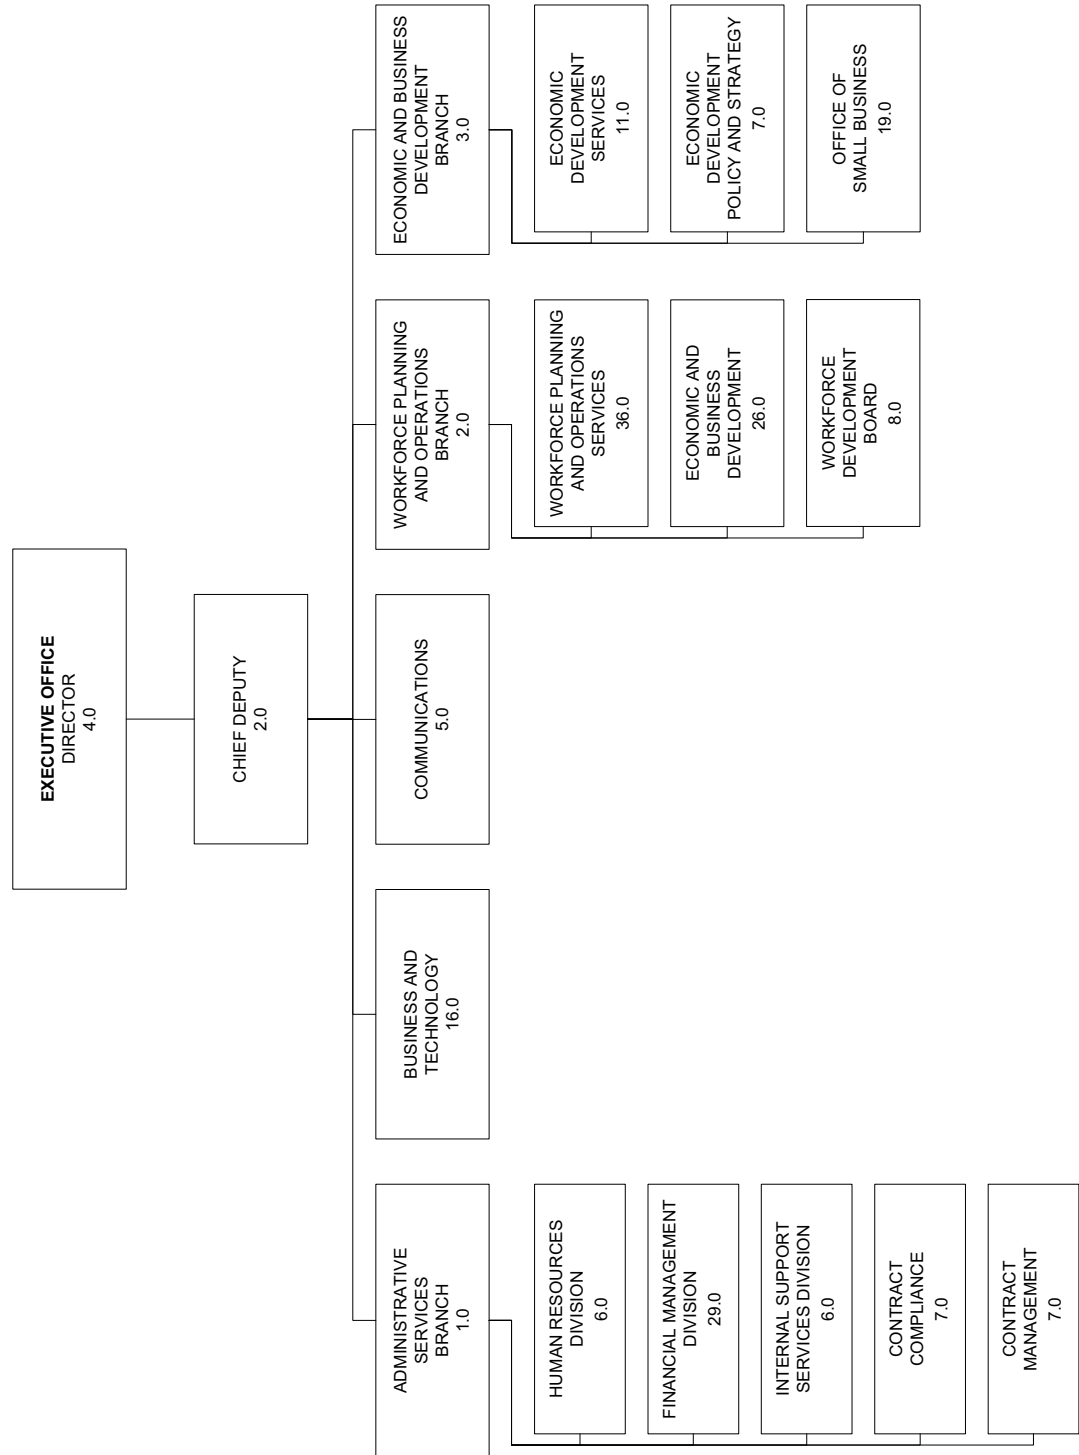 EXECUTIVE OFFICE
DIRECTOR
4.0
CHIEF DEPUTY
2.0
ADMINISTRATIVE
SERVICES
BRANCH
1.0
BUSINESS AND
TECHNOLOGY
16.0
COMMUNICATIONS
5.0
WORKFORCE PLANNING
AND OPERATIONS
BRANCH
2.0
ECONOMIC AND BUSINESS
DEVELOPMENT
BRANCH
3.0
HUMAN RESOURCES
DIVISION
6.0
FINANCIAL MANAGEMENT
DIVISION
29.0
INTERNAL SUPPORT
SERVICES DIVISION
6.0
CONTRACT
COMPLIANCE
7.0
CONTRACT
MANAGEMENT
7.0
WORKFORCE PLANNING
AND OPERATIONS
SERVICES
36.0
ECONOMIC AND
BUSINESS
DEVELOPMENT
26.0
WORKFORCE
DEVELOPMENT
BOARD
8.0
ECONOMIC
DEVELOPMENT
SERVICES
11.0
ECONOMIC
DEVELOPMENT
POLICY AND STRATEGY
7.0
OFFICE OF
SMALL BUSINESS
19.0